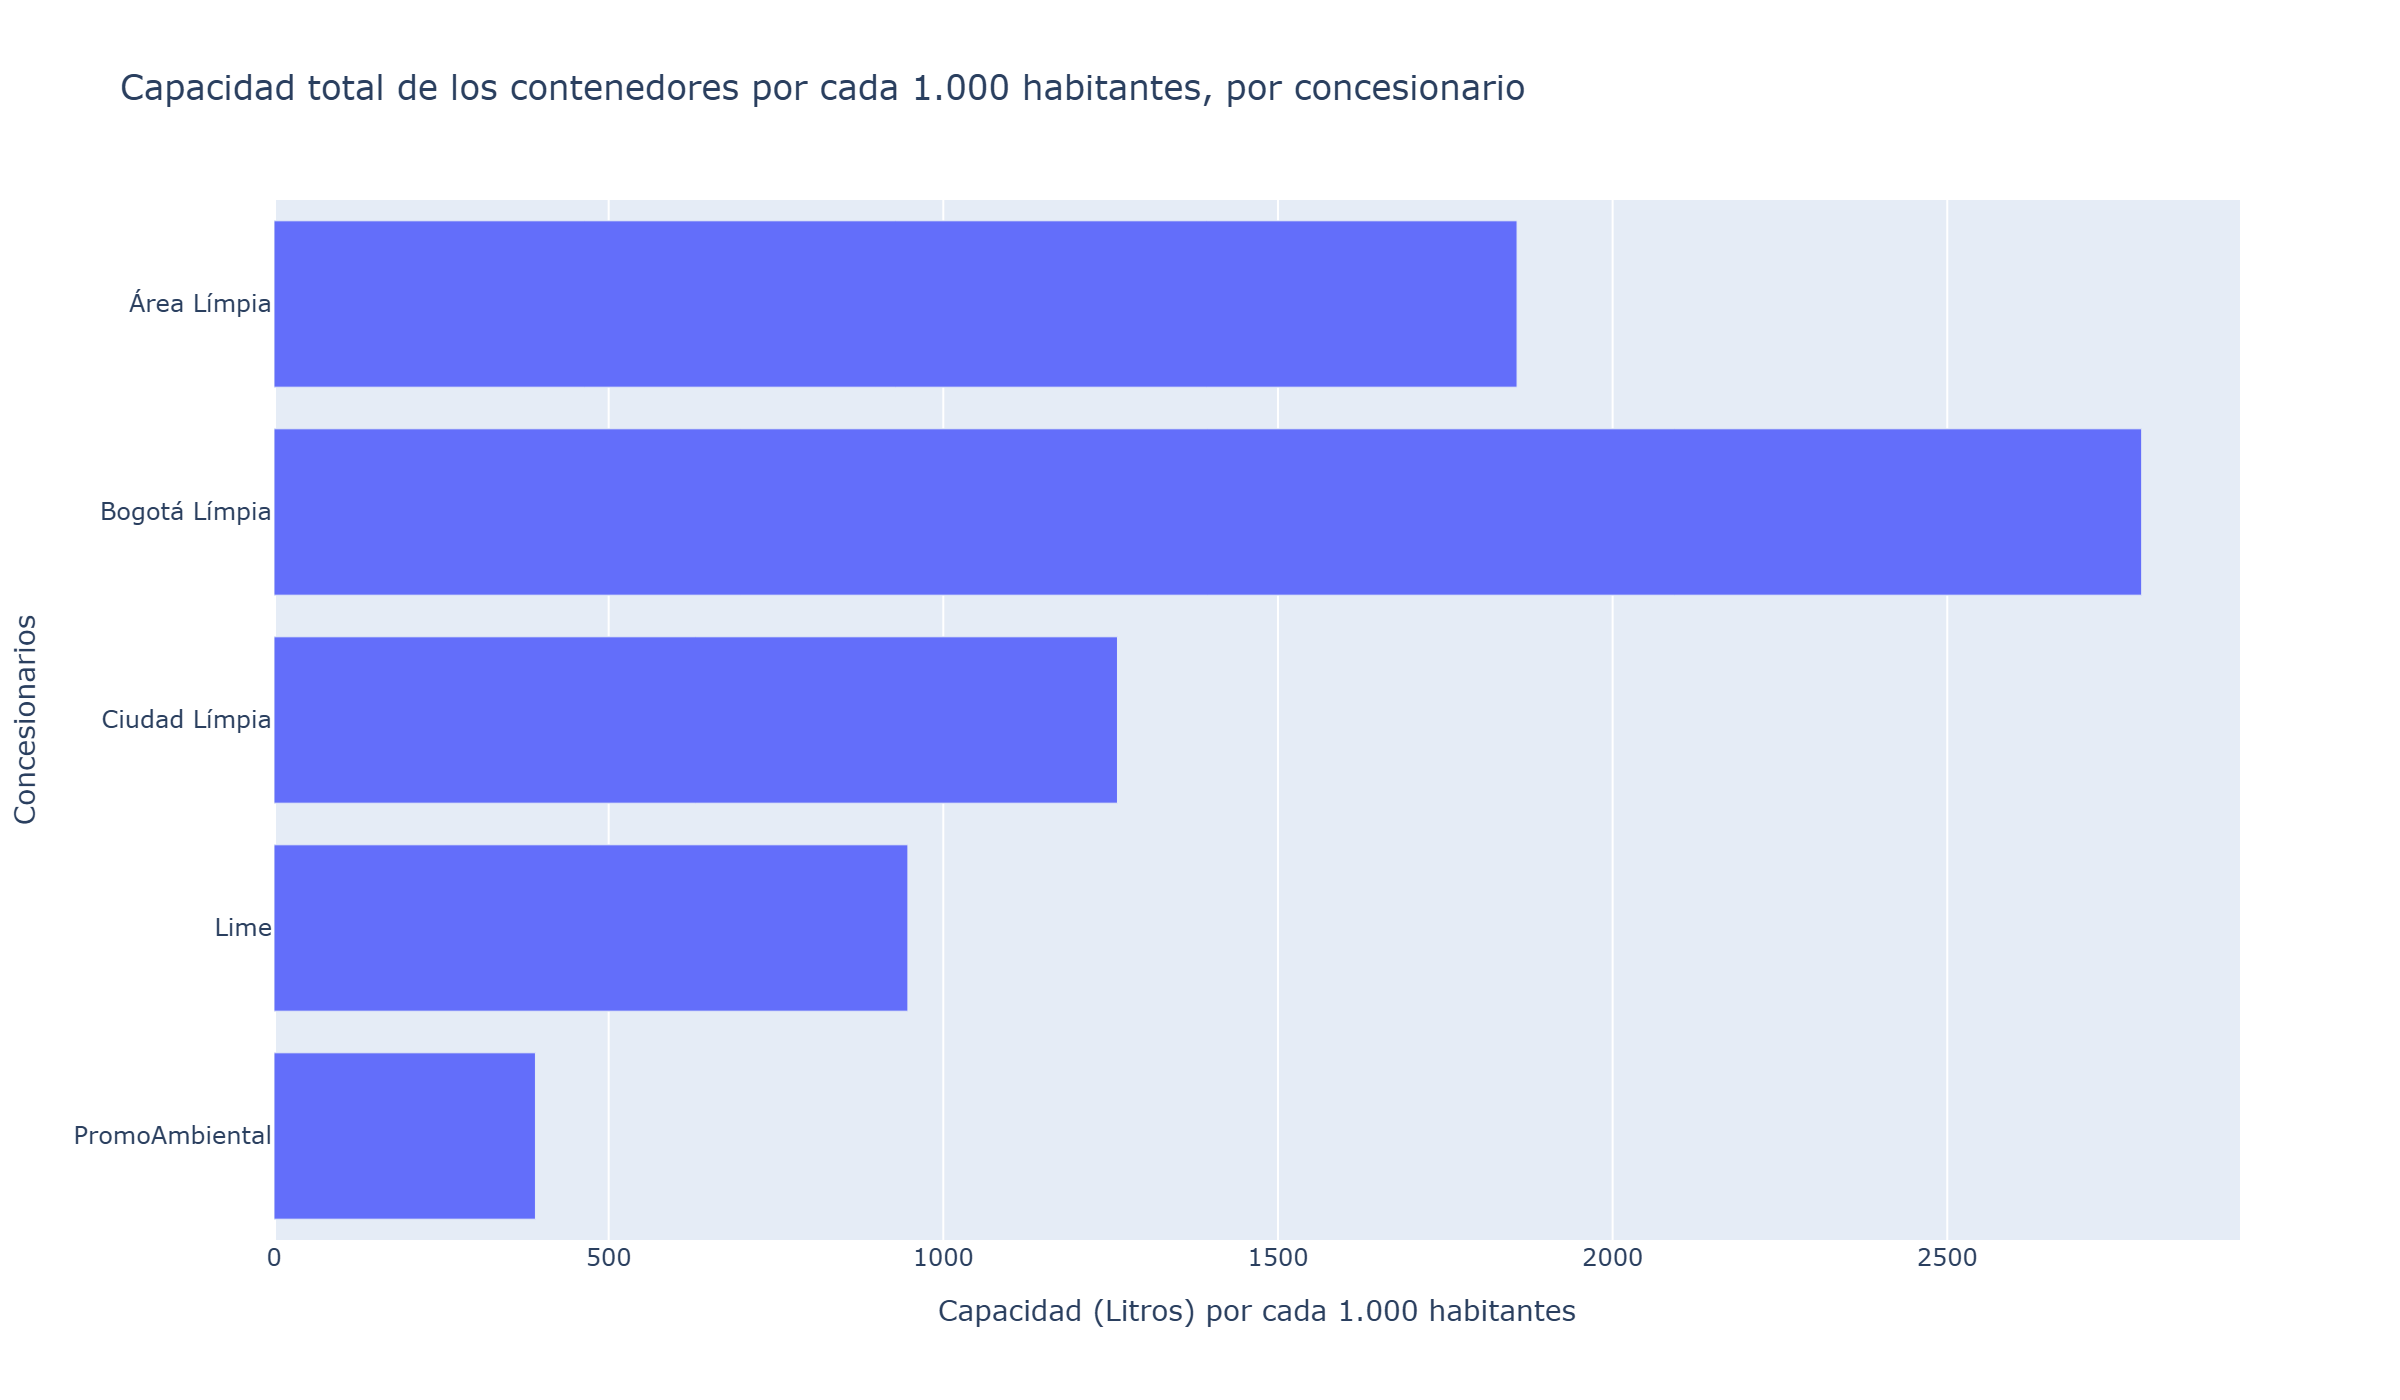 Capacidad total de los contenedores por cada 1.000 habitantes, por concesionario
Concesionarios
Área Límpia
Bogotá Límpia
Ciudad Límpia
Lime
PromoAmbiental
0 500 1000 1500 2000 2500
Capacidad (Litros) por cada 1.000 habitantes